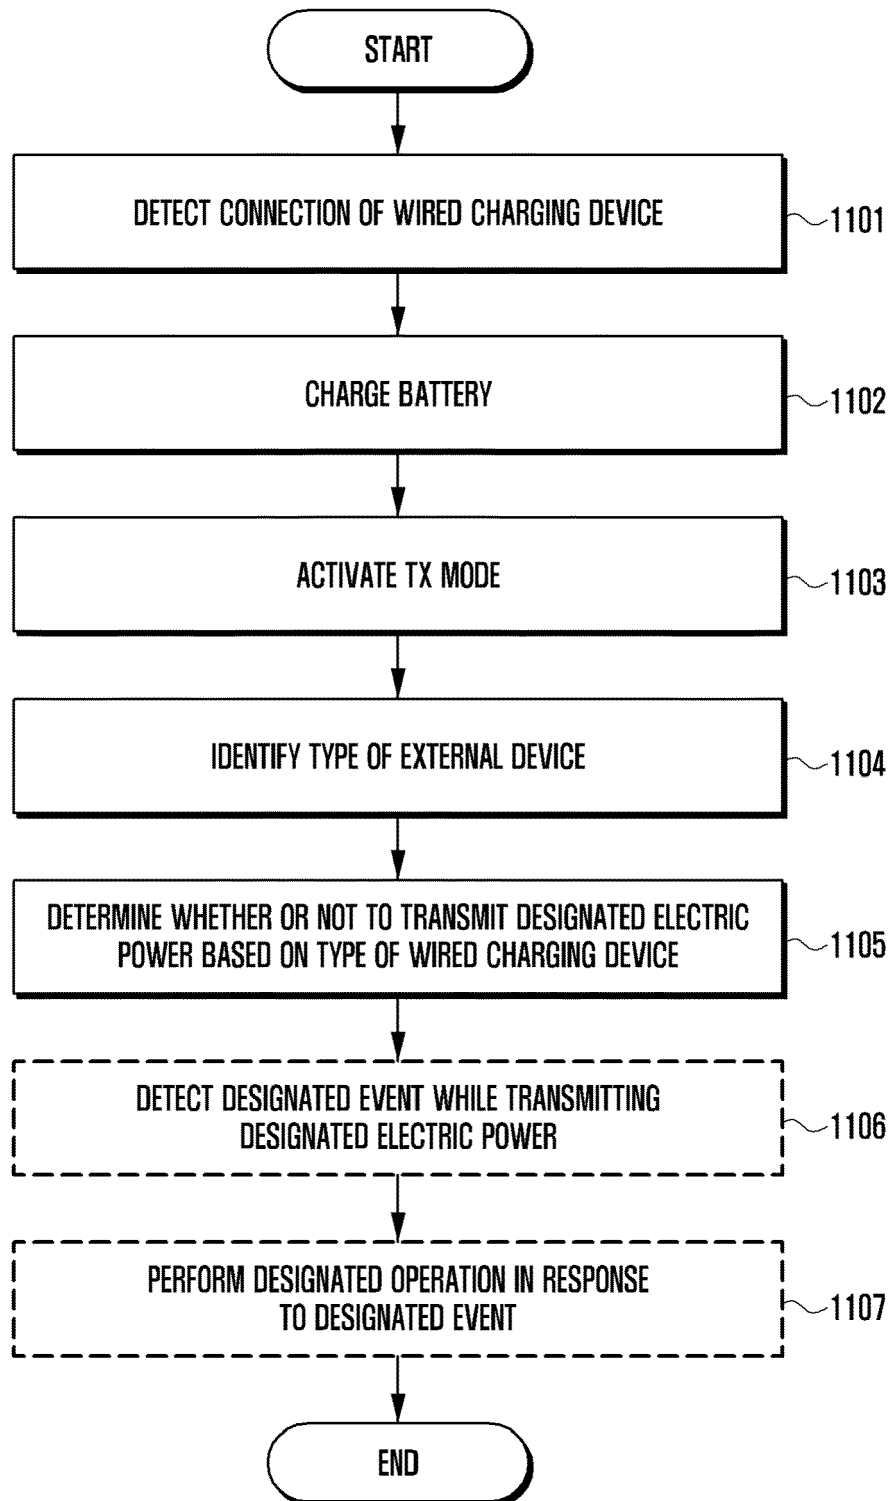 START
DETECT CONNECTION OF WIRED CHARGING DEVICE
1101
CHARGE BATTERY
1102
ACTIVATE TX MODE
1103
IDENTIFY TYPE OF EXTERNAL DEVICE
1104
DETERMINE WHETHER OR NOT TO TRANSMIT DESIGNATED ELECTRIC
POWER BASED ON TYPE OF WIRED CHARGING DEVICE
1105
DETECT DESIGNATED EVENT WHILE TRANSMITTING
DESIGNATED ELECTRIC POWER
1106
PERFORM DESIGNATED OPERATION IN RESPONSE
TO DESIGNATED EVENT
1107
END